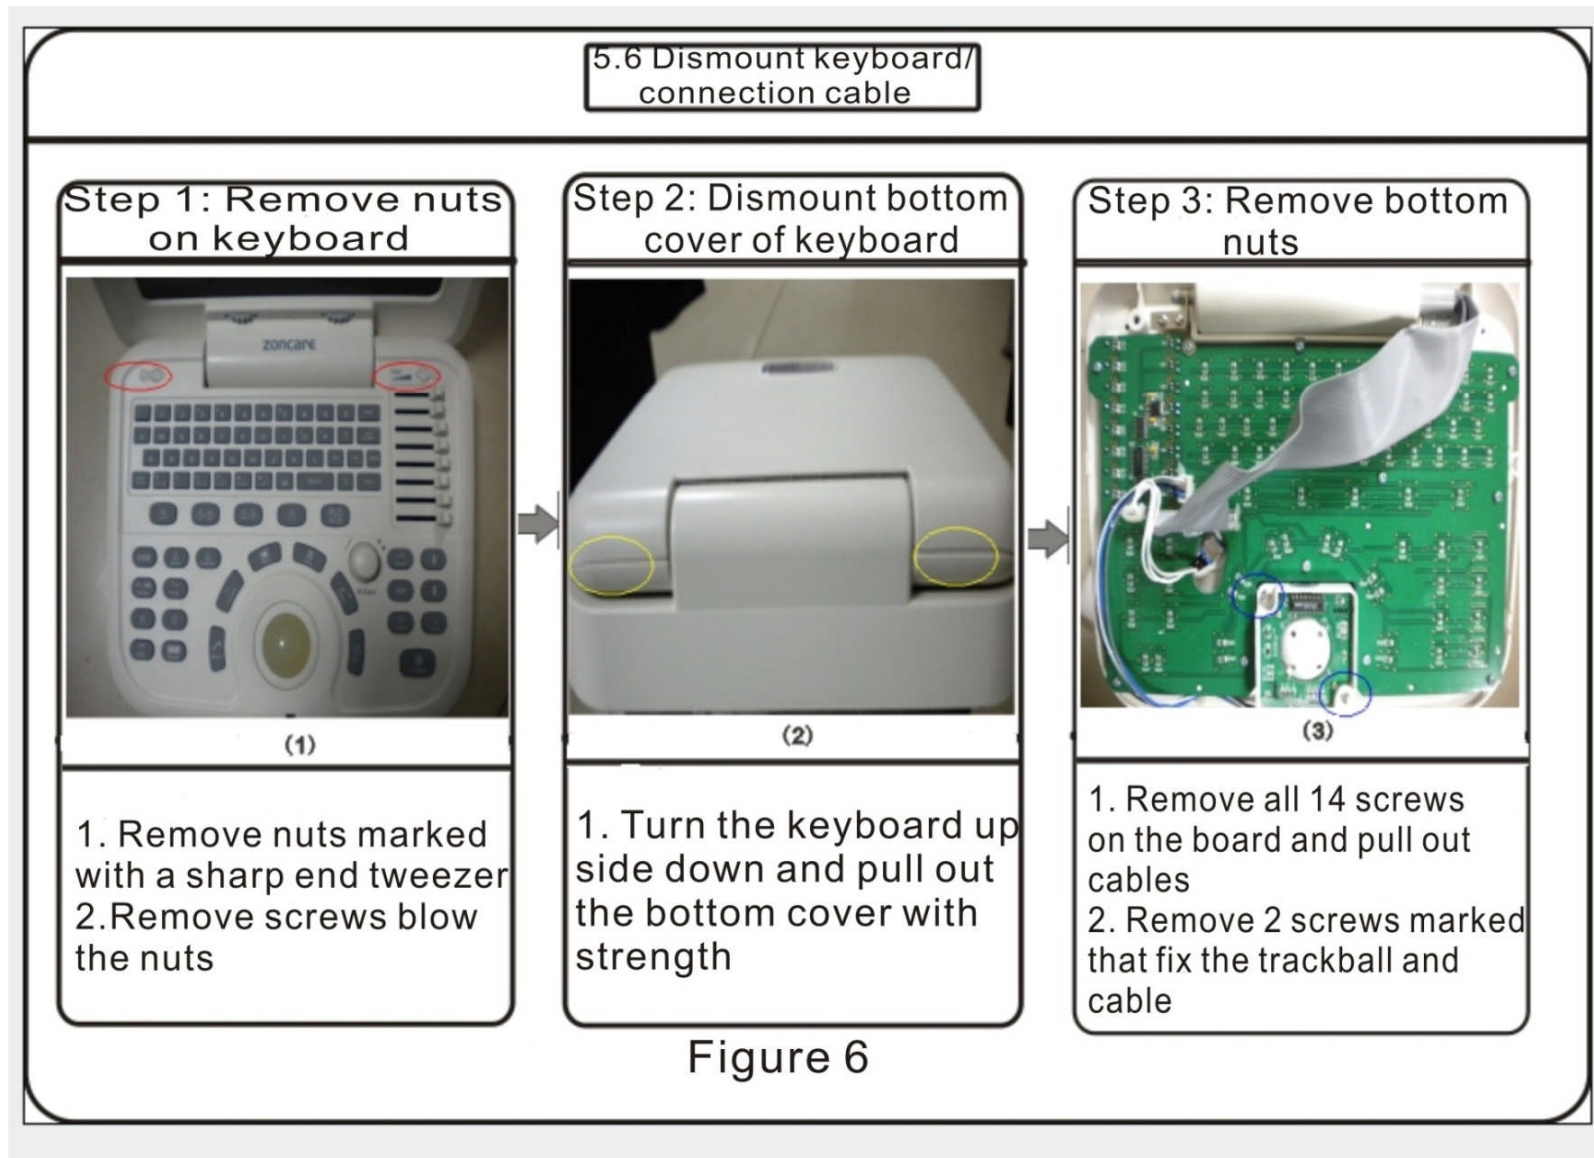 5.6 Dismount keyboard/
connection cable
Step 1: Remove nuts
on keyboard
zoncare
(1)
1. Remove nuts marked
with a sharp end tweezer
2.Remove screws blow
the nuts
Step 2: Dismount bottom
cover of keyboard
(2)
1. Turn the keyboard up
side down and pull out
the bottom cover with
strength
Step 3: Remove bottom
nuts
(3)
1. Remove all 14 screws
on the board and pull out
cables
2. Remove 2 screws marked
that fix the trackball and
cable
Figure 6